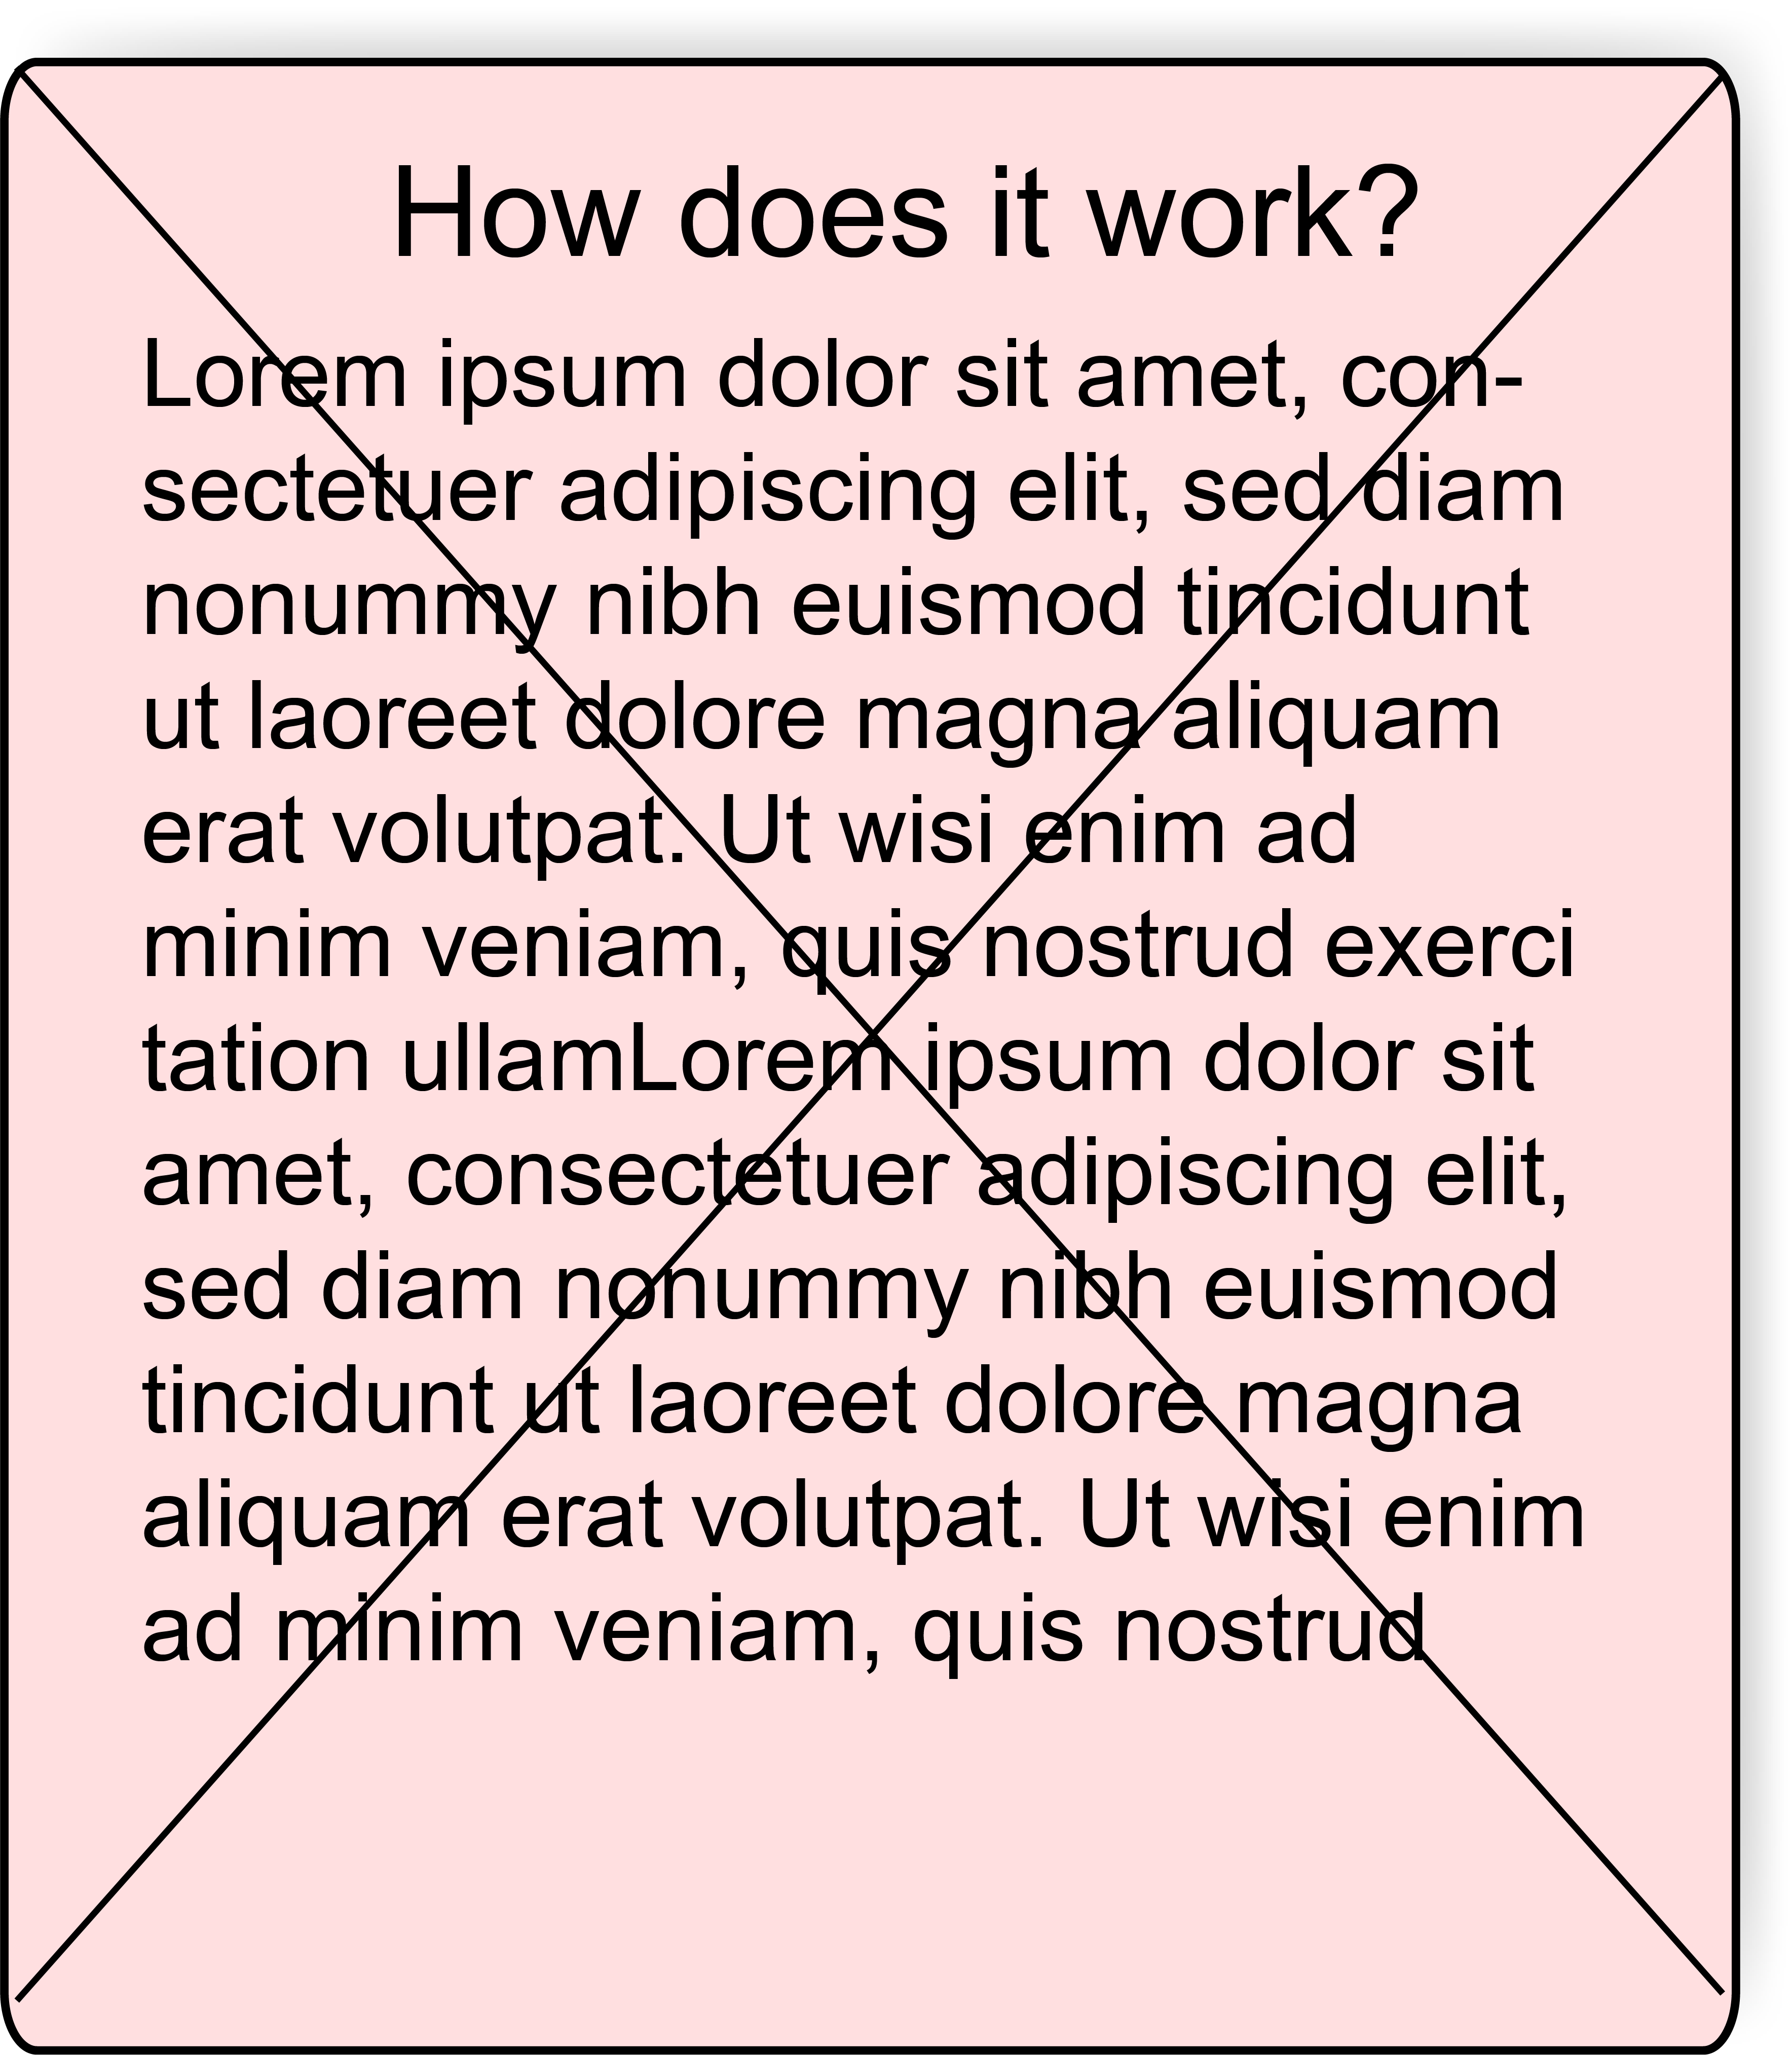 How does it work?
Lorem ipsum dolor sit amet, con-
sectetuer adipiscing elit, sed diam
nonummy nibh euismod tincidunt
ut laoreet dolore magna aliquam
erat volutpat. Ut wisi enim ad
minim veniam, quis nostrud exerci
tation ullamLorem ipsum dolor sit
amet, consectetuer adipiscing elit,
sed diam nonummy nibh euismod
tincidunt ut laoreet dolore magna
aliquam erat volutpat. Ut wisi enim
ad minim veniam, quis nostrud